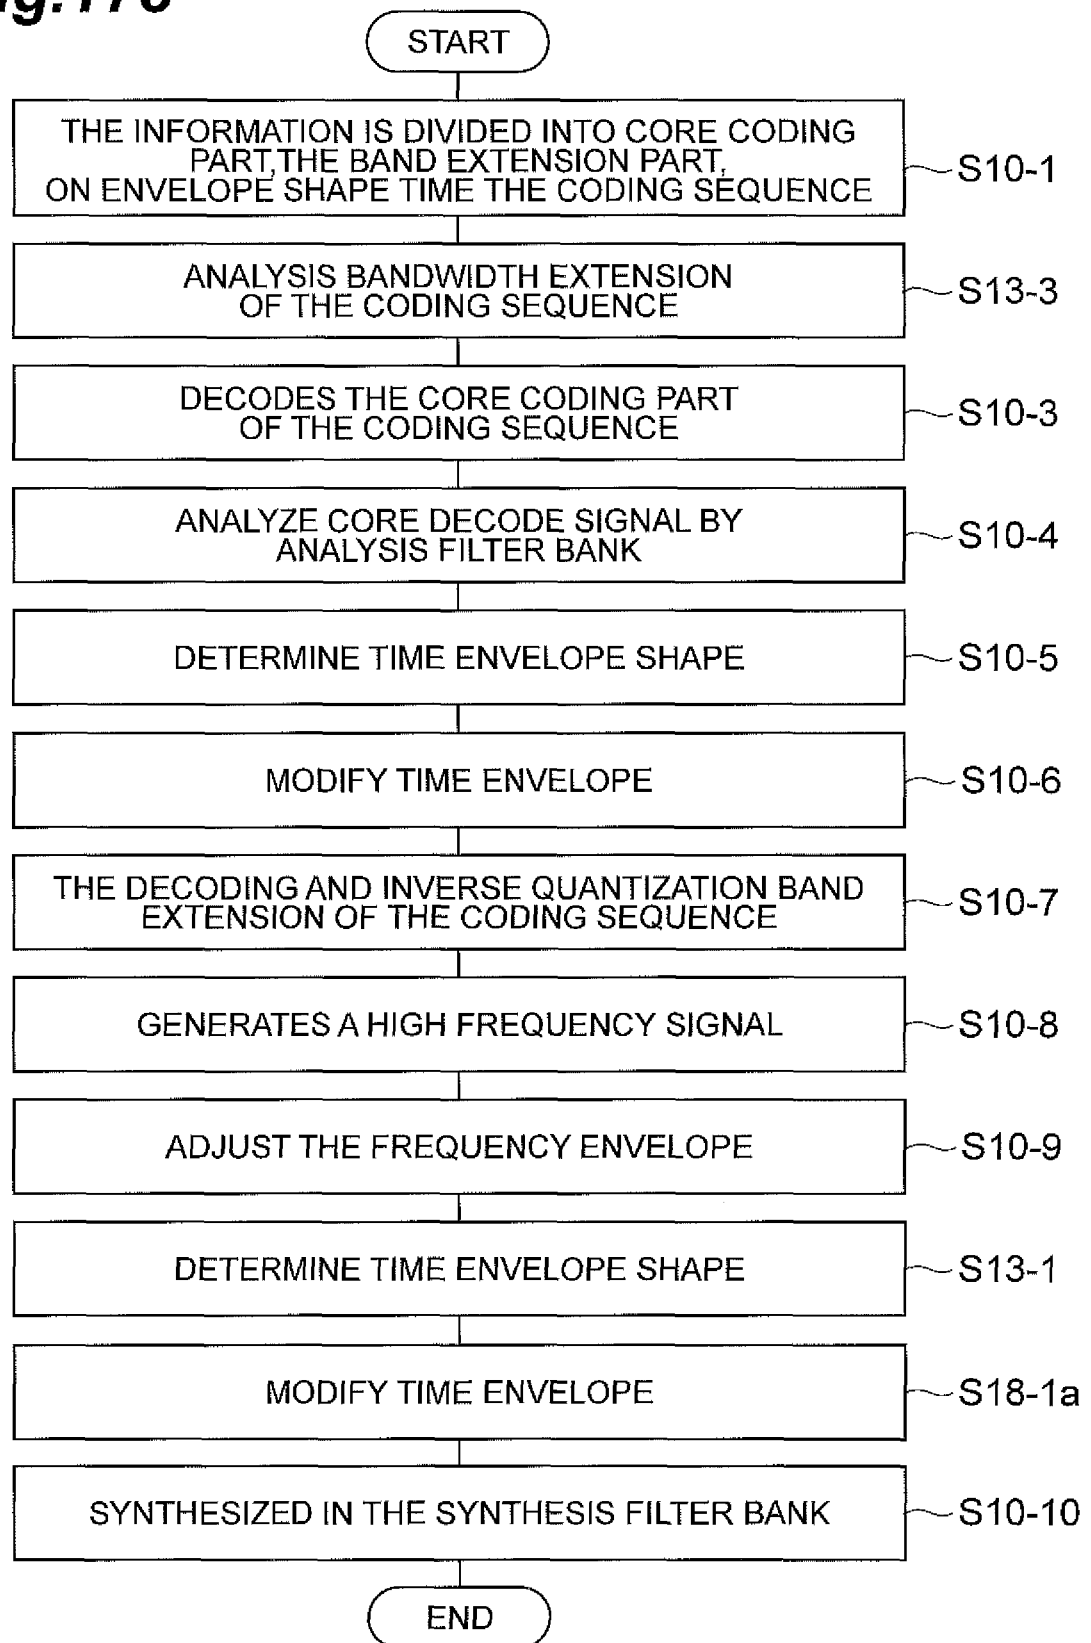 START
THE INFORMATION IS DIVIDED INTO CORE CODING
PART,THE BAND EXTENSION PART,
ON ENVELOPE SHAPE TIME THE CODING SEQUENCE
S10-1
ANALYSIS BANDWIDTH EXTENSION
OF THE CODING SEQUENCE
S13-3
DECODES THE CORE CODING PART
OF THE CODING SEQUENCE
S10-3
ANALYZE CORE DECODE SIGNAL BY
ANALYSIS FILTER BANK
S10-4
DETERMINE TIME ENVELOPE SHAPE
S10-5
MODIFY TIME ENVELOPE
S10-6
THE DECODING AND INVERSE QUANTIZATION BAND
EXTENSION OF THE CODING SEQUENCE
S10-7
GENERATES A HIGH FREQUENCY SIGNAL
S10-8
ADJUST THE FREQUENCY ENVELOPE
S10-9
DETERMINE TIME ENVELOPE SHAPE
S13-1
MODIFY TIME ENVELOPE
S18-1a
SYNTHESIZED IN THE SYNTHESIS FILTER BANK
S10-10
END